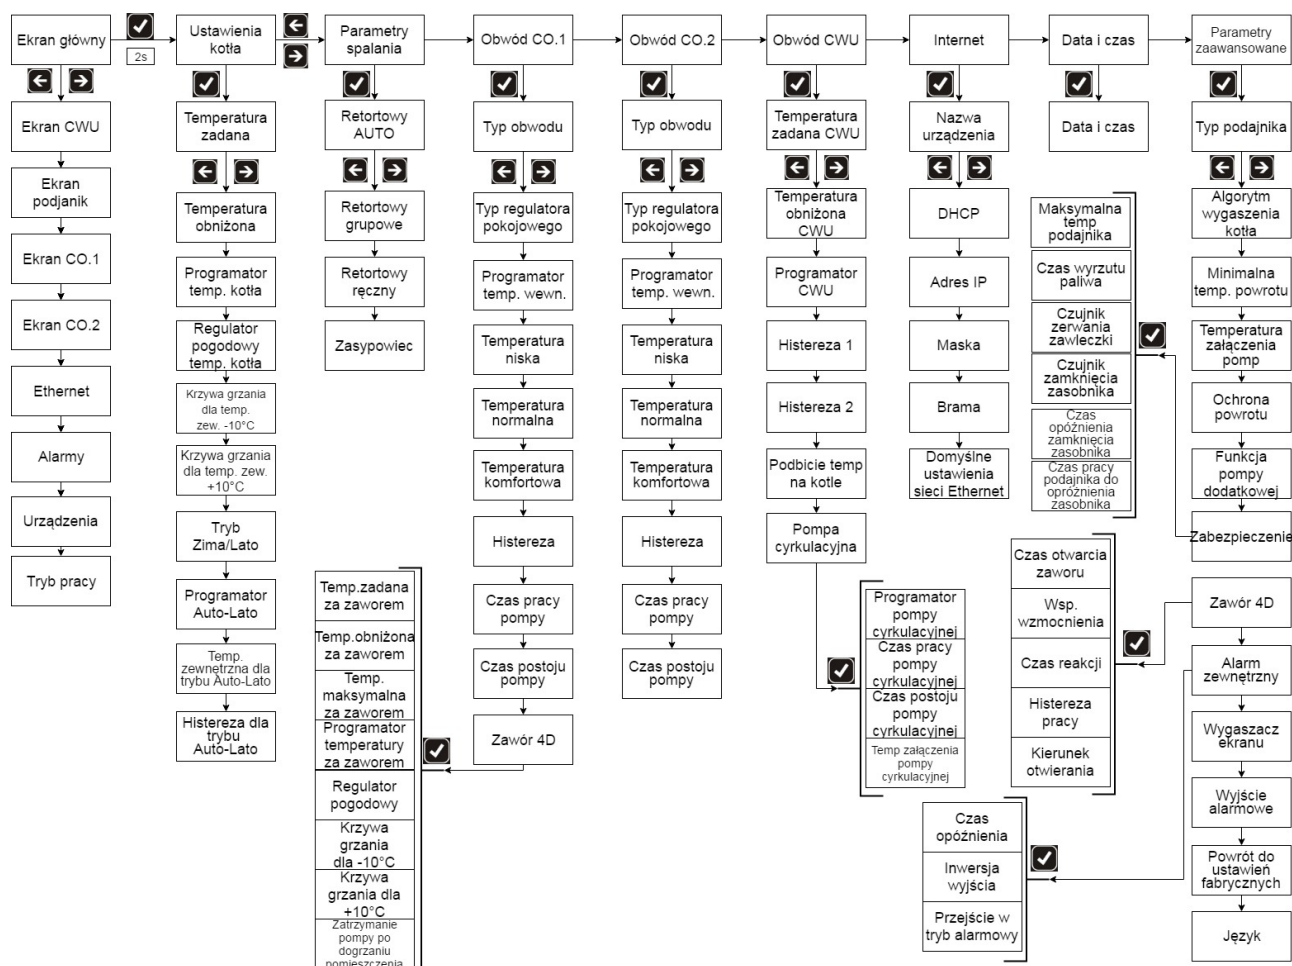 Ekran główny
2s
Ustawienia
kotła
Parametry
spalania
Obwód CO.1
Obwód CO.2
Obwód CWU
Internet
Data i czas
Parametry
zaawansowane
Ekran CWU
Ekran
podjanik
Ekran CO.1
Ekran CO.2
Ethernet
Alarmy
Urządzenia
Tryb pracy
Temperatura
zadana
Temperatura
obniżona
Programator
temp. kotła
Regulator
pogodowy
temp. kotła
Krzywa grzania
dla temp.
zew. -10°C
Krzywa grzania
dla temp. zew.
+10°C
Tryb
Zima/Lato
Programator
Auto-Lato
Temp.
zewnętrzna dla
trybu Auto-Lato
Histereza dla
trybu
Auto-Lato
Retortowy
AUTO
Retortowy
grupowe
Retortowy
ręczny
Zasypowiec
Temp.zadana
za zaworem
Temp.obniżona
za zaworem
Temp.
maksymalna
za zaworem
Programator
temperatury
za zaworem
Regulator
pogodowy
Krzywa
grzania
dla -10°C
Krzywa
grzania dla
+10°C
Zatrzymanie
pompy po
dogrzaniu
pomieszczenia
Typ obwodu
Typ regulatora
pokojowego
Programator
temp. wewn.
Temperatura
niska
Temperatura
normalna
Temperatura
komfortowa
Histereza
Czas pracy
pompy
Czas postoju
pompy
Zawór 4D
Typ obwodu
Typ regulatora
pokojowego
Programator
temp. wewn.
Temperatura
niska
Temperatura
normalna
Temperatura
komfortowa
Histereza
Czas pracy
pompy
Czas postoju
pompy
Temperatura
zadana CWU
Temperatura
obniżona
CWU
Programator
CWU
Histereza 1
Histereza 2
Podbicie temp
na kotle
Pompa
cyrkulacyjna
Programator
pompy
cyrkulacyjnej
Czas pracy
pompy
cyrkulacyjnej
Czas postoju
pompy
cyrkulacyjnej
Temp załączenia
pompy
cyrkulacyjnej
Nazwa
urządzenia
DHCP
Adres IP
Maska
Brama
Domyślne
ustawienia
sieci Ethernet
Data i czas
Maksymalna
temp
podajnika
Czas wyrzutu
paliwa
Czujnik
zerwania
zawleczki
Czujnik
zamknięcia
zasobnika
Czas
opóźnienia
zamknięcia
zasobnika
Czas pracy
podajnika do
opróżnienia
zasobnika
Czas otwarcia
zaworu
Wsp.
wzmocnienia
Czas reakcji
Histereza
pracy
Kierunek
otwierania
Czas
opóźnienia
Inwersja
wyjścia
Przejście w
tryb alarmowy
Typ podajnika
Algorytm
wygaszenia
kotła
Minimalna
temp. powrotu
Temperatura
załączenia
pomp
Ochrona
powrotu
Funkcja
pompy
dodatkowej
Zabezpieczenie
Zawór 4D
Alarm
zewnętrzny
Wygaszacz
ekranu
Wyjście
alarmowe
Powrót do
ustawień
fabrycznych
Język